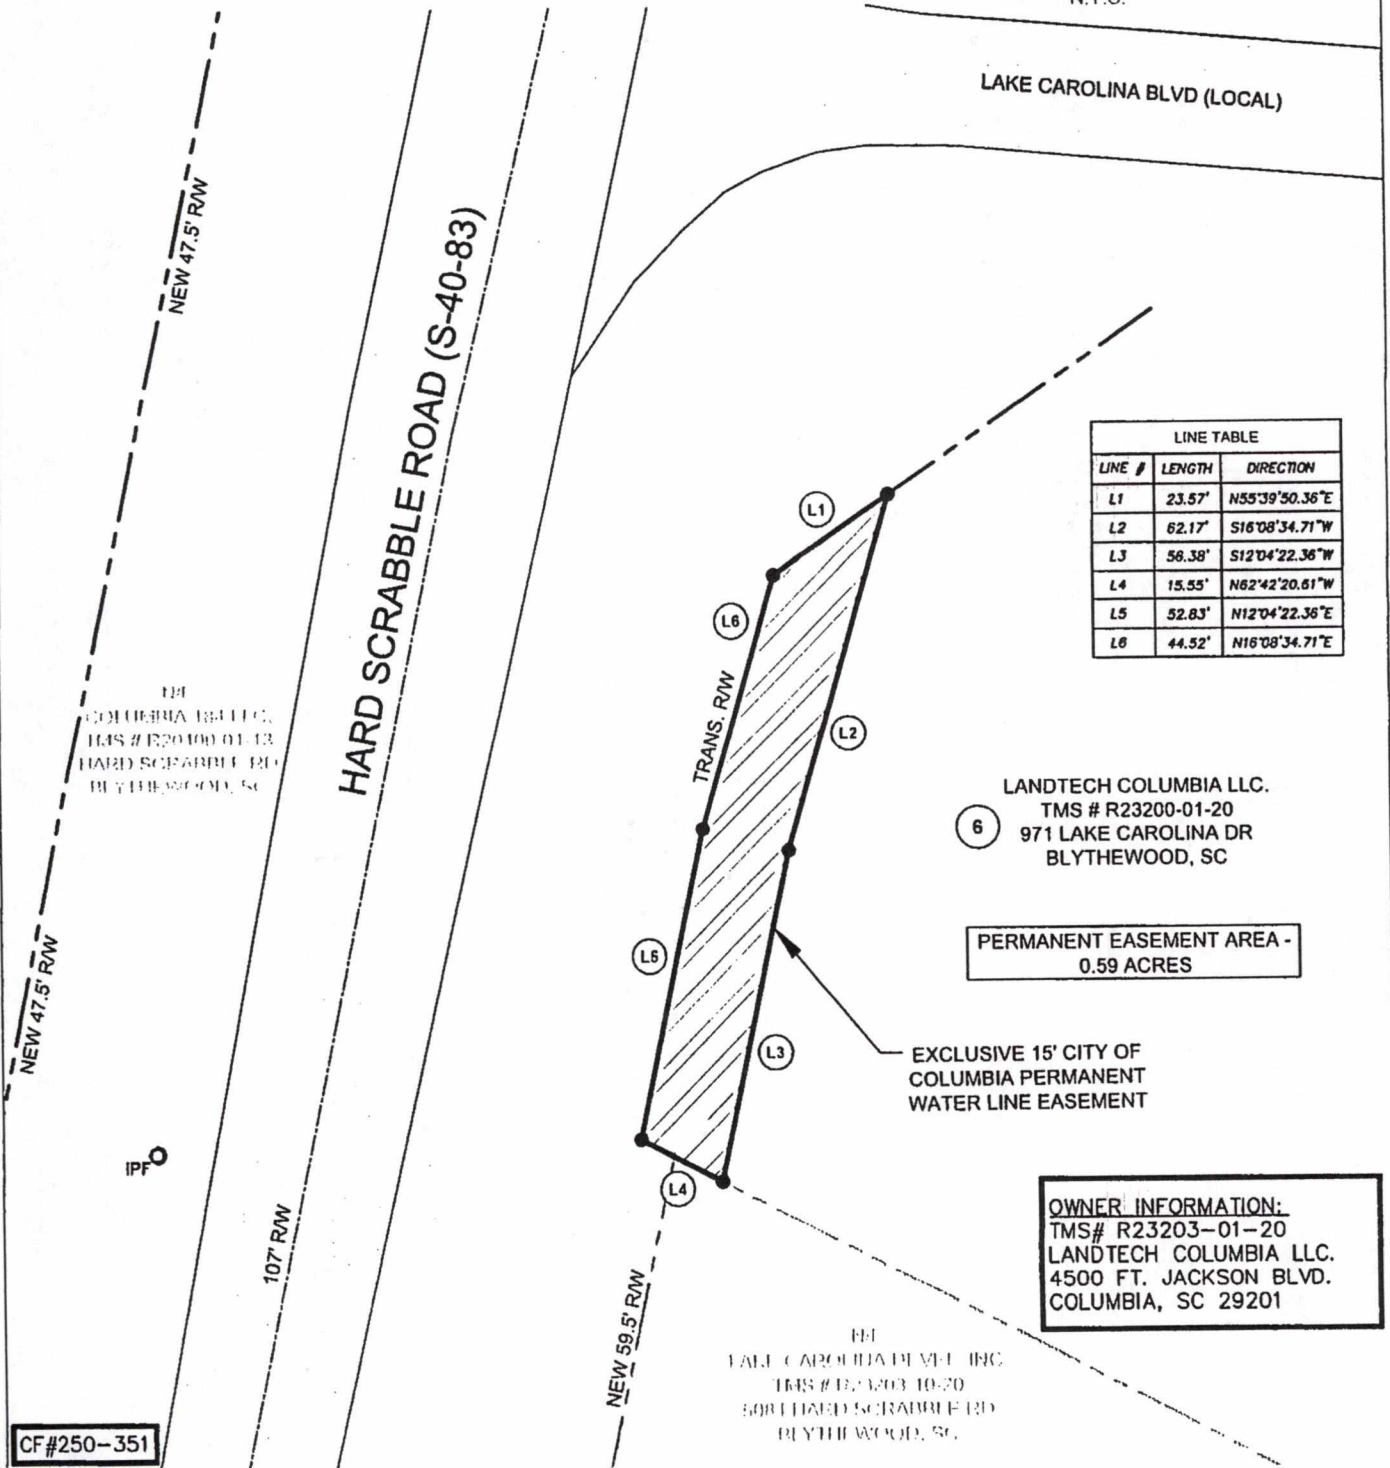 LAKE CAROLINA BLVD (LOCAL)
NEW 47.5' R/W
HARD SCRABBLE ROAD (S-40-83)
LINE TABLE
LINE # LENGTH DIRECTION
L1 23.57' N55°39'50.36"E
L2 62.17' S16°08'34.71"W
L3 56.38' S12°04'22.36"W
L4 15.55' N62°42'20.61"W
L5 52.83' N12°04'22.36"E
L6 44.52' N16°08'34.71"E
L1
L6
TRANS. R/W
L2
HARD SCRABBLE RD
BLYTHEWOOD, SC
6
LANDTECH COLUMBIA LLC.
TMS # R23200-01-20
971 LAKE CAROLINA DR
BLYTHEWOOD, SC
PERMANENT EASEMENT AREA -
0.59 ACRES
NEW 47.5' R/W
L5
L3
EXCLUSIVE 15' CITY OF
COLUMBIA PERMANENT
WATER LINE EASEMENT
IPF
L4
107' R/W
OWNER INFORMATION:
TMS# R23203-01-20
LANDTECH COLUMBIA LLC.
4500 FT. JACKSON BLVD.
COLUMBIA, SC 29201
NEW 59.5' R/W
LAKE CAROLINA DEVEL INC
HARD SCRABBLE RD
BLYTHEWOOD, SC
CF#250-351